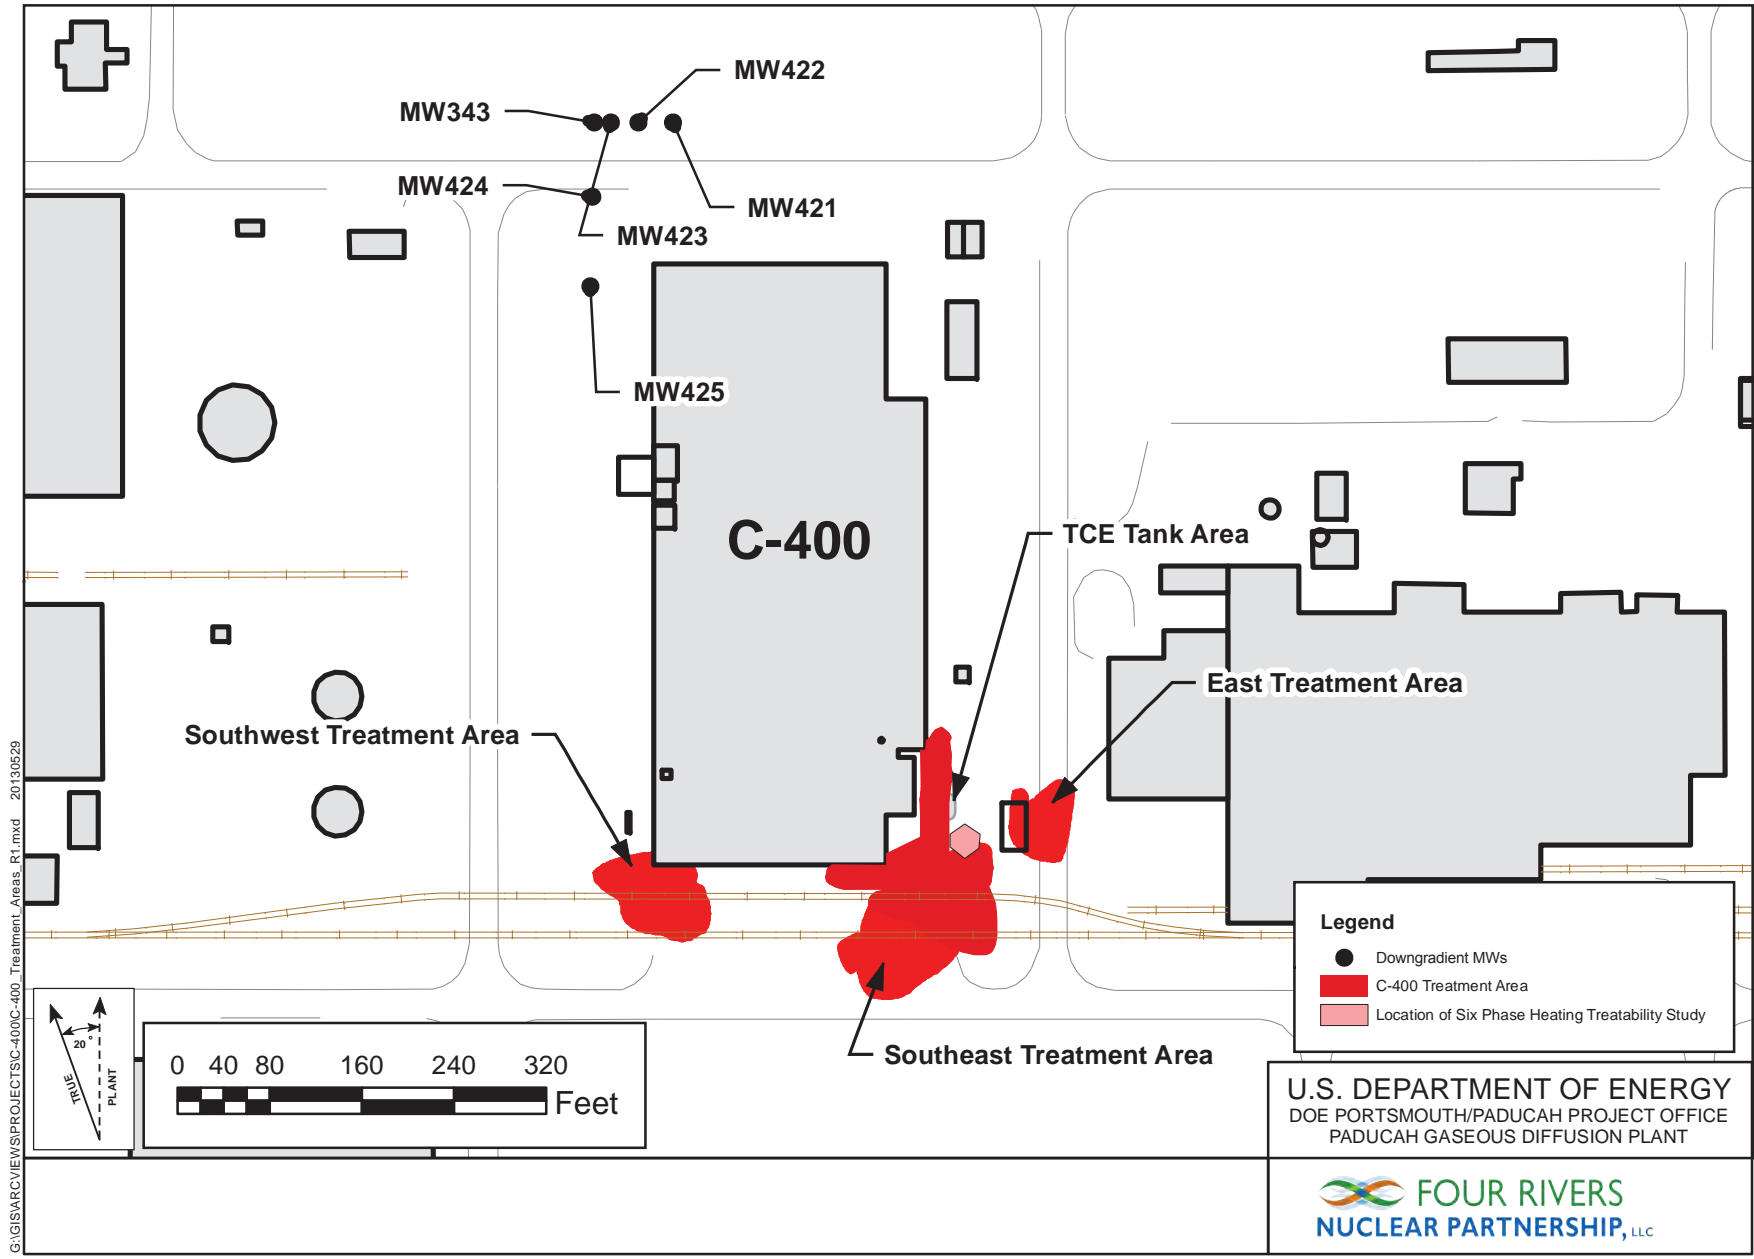 MW422
MW343
MW424
MW421
MW423
MW425
C-400
TCE Tank Area
East Treatment Area
Southwest Treatment Area
Southeast Treatment Area
Legend
Downgradient MWs
C-400 Treatment Area
Location of Six Phase Heating Treatability Study
20°
TRUE
PLANT
0 40 80 160 240 320
Feet
U.S. DEPARTMENT OF ENERGY
DOE PORTSMOUTH/PADUCAH PROJECT OFFICE
PADUCAH GASEOUS DIFFUSION PLANT
FOUR RIVERS
NUCLEAR PARTNERSHIP, LLC
G:\GIS\ARCVIEWS\PROJECTS\C-400\C-400_Treatment_Areas_R1.mxd 20130529